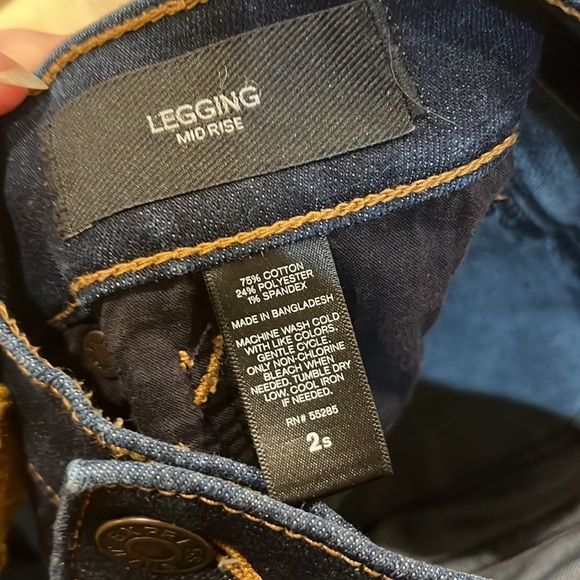 LEGGING
MID RISE
75% COTTON
24% POLYESTER
1% SPANDEX
MADE IN BANGLADESH
MACHINE WASH COLD
WITH LIKE COLORS.
GENTLE CYCLE.
ONLY NON-CHLORINE
BLEACH WHEN
NEEDED. TUMBLE DRY
LOW. COOL IRON
IF NEEDED.
RN# 55285
2s